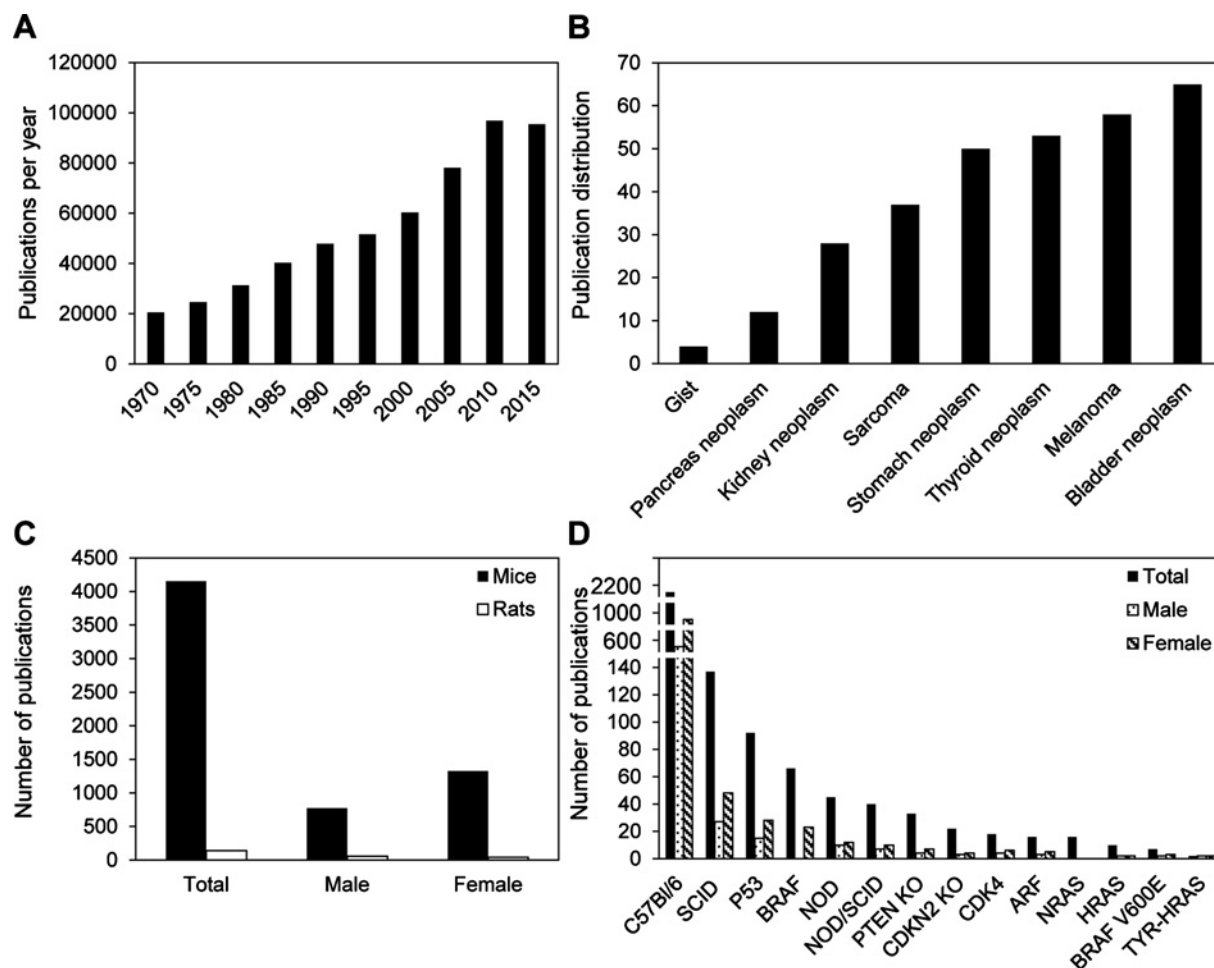 A
Publications per year
120000
100000
80000
60000
40000
20000
0
1970
1975
1980
1985
1990
1995
2000
2005
2010
2015
B
Publication distribution
70
60
50
40
30
20
10
0
Gist
Pancreas neoplasm
Kidney neoplasm
Sarcoma
Stomach neoplasm
Thyroid neoplasm
Melanoma
Bladder neoplasm
C
Number of publications
4500
4000
3500
3000
2500
2000
1500
1000
500
0
Mice
Rats
Total
Male
Female
D
Number of publications
2200
1000
600
140
120
100
80
60
40
20
0
Total
Male
Female
C57Bl/6
SCID
P53
BRAF
NOD
NOD/SCID
PTEN KO
CDKN2 KO
CDK4
ARF
NRAS
HRAS
BRAF V600E
TYR-HRAS